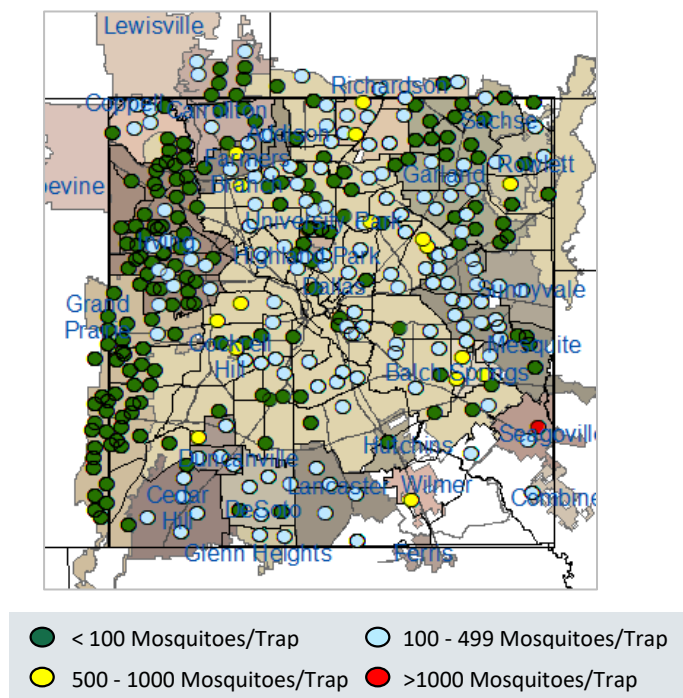 Lewisville
Richardson
Coppell
Carrollton
Sachse
Addison
Farmers
Branch
Rowlett
Garland
pevine
University Park
Irving
Highland Park
Dallas
Sunnyvale
Grand
Prairie
Cockrell
Hill
Mesquite
Balch Springs
Seagoville
Hutchins
Duncanville
Lancaster
Wilmer
Cedar
Hill
DeSoto
Combine
Glenn Heights
Ferris
< 100 Mosquitoes/Trap
100 - 499 Mosquitoes/Trap
500 - 1000 Mosquitoes/Trap
>1000 Mosquitoes/Trap